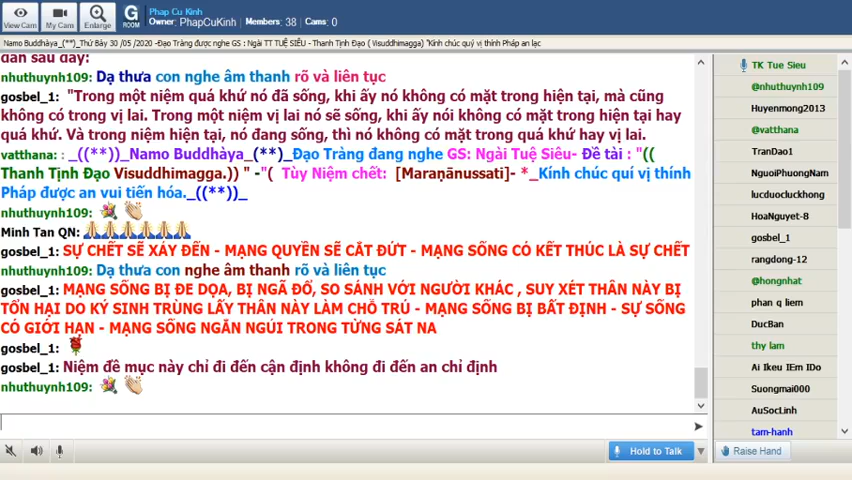 Phap Cu Kinh
Owner: PhapCuKinh Members: 38 Cams: 0
View Cam
My Cam
Enlarge
G
ROOM
Namo Buddhàya_(**)_Thứ Bảy 30 /05 /2020 -Đạo Tràng được nghe GS : Ngài TT TUỆ SIÊU - Thanh Tịnh Đạo ( Visuddhimagga) "Kính chúc quý vị thính Pháp an lạc
dẫn sau đây:
nhuthuynh109: Dạ thưa con nghe âm thanh rõ và liên tục
gosbel_1: "Trong một niệm quá khứ nó đã sống, khi ấy nó không có mặt trong hiện tại, mà cũng
không có trong vị lai. Trong một niệm vị lai nó sẽ sống, khi ấy nói không có mặt trong hiện tại hay
quá khứ. Và trong niệm hiện tại, nó đang sống, thì nó không có mặt trong quá khứ hay vị lai.
vatthana: : _((**))_Namo Buddhàya_(**)_Đạo Tràng đang nghe GS: Ngài Tuệ Siêu- Đề tài : "((
Thanh Tịnh Đạo Visuddhimagga.)) " -"( Tùy Niệm chết: [Maraṇānussati]- *_Kính chúc quí vị thính
Pháp được an vui tiến hóa._((**))_
nhuthuynh109:
Minh Tan QN:
gosbel_1: SỰ CHẾT SẼ XẢY ĐẾN - MẠNG QUYỀN SẼ CẮT ĐỨT - MẠNG SỐNG CÓ KẾT THÚC LÀ SỰ CHẾT
nhuthuynh109: Dạ thưa con nghe âm thanh rõ và liên tục
gosbel_1: MẠNG SỐNG BỊ ĐE DỌA, BỊ NGÃ ĐỔ, SO SÁNH VỚI NGƯỜI KHÁC , SUY XÉT THÂN NÀY BỊ
TỔN HẠI DO KÝ SINH TRÙNG LẤY THÂN NÀY LÀM CHỖ TRÚ - MẠNG SỐNG BỊ BẤT ĐỊNH - SỰ SỐNG
CÓ GIỚI HẠN - MẠNG SỐNG NGẮN NGÚI TRONG TỪNG SÁT NA
gosbel_1:
gosbel_1: Niệm đề mục này chỉ đi đến cận định không đi đến an chỉ định
nhuthuynh109:
TK Tue Sieu
@nhuthuynh109
Huyenmong2013
@vatthana
TranDao1
NguoiPhuongNam
lucduocluckhong
HoaNguyet-8
gosbel_1
rangdong-12
@hongnhat
phan q liem
DucBan
thy lam
Ai Ikeu IEm IDo
Suongmai000
AuSocLinh
tam-hanh
Hold to Talk
Raise Hand